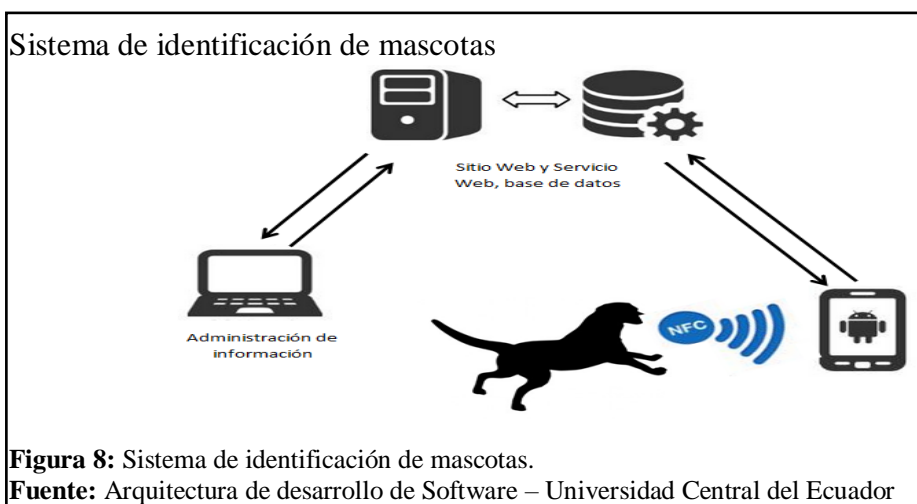 Sistema de identificación de mascotas
Sitio Web y Servicio
Web, base de datos
Administración de
información
NFC
Figura 8: Sistema de identificación de mascotas.
Fuente: Arquitectura de desarrollo de Software – Universidad Central del Ecuador